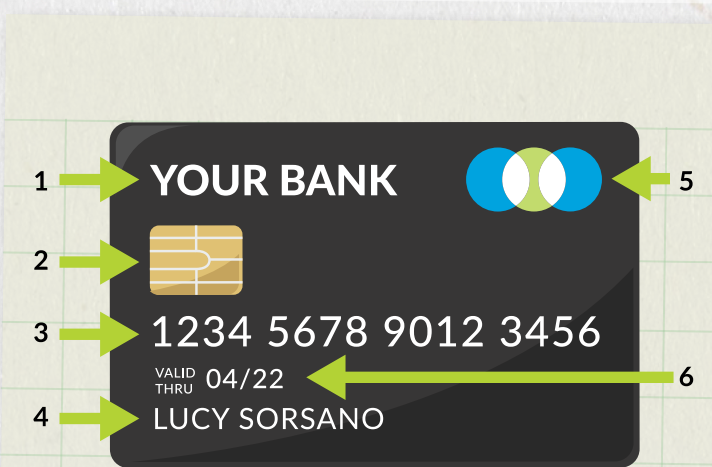 1 YOUR BANK 5
2
3 1234 5678 9012 3456
VALID THRU 04/22 6
4 LUCY SORSANO